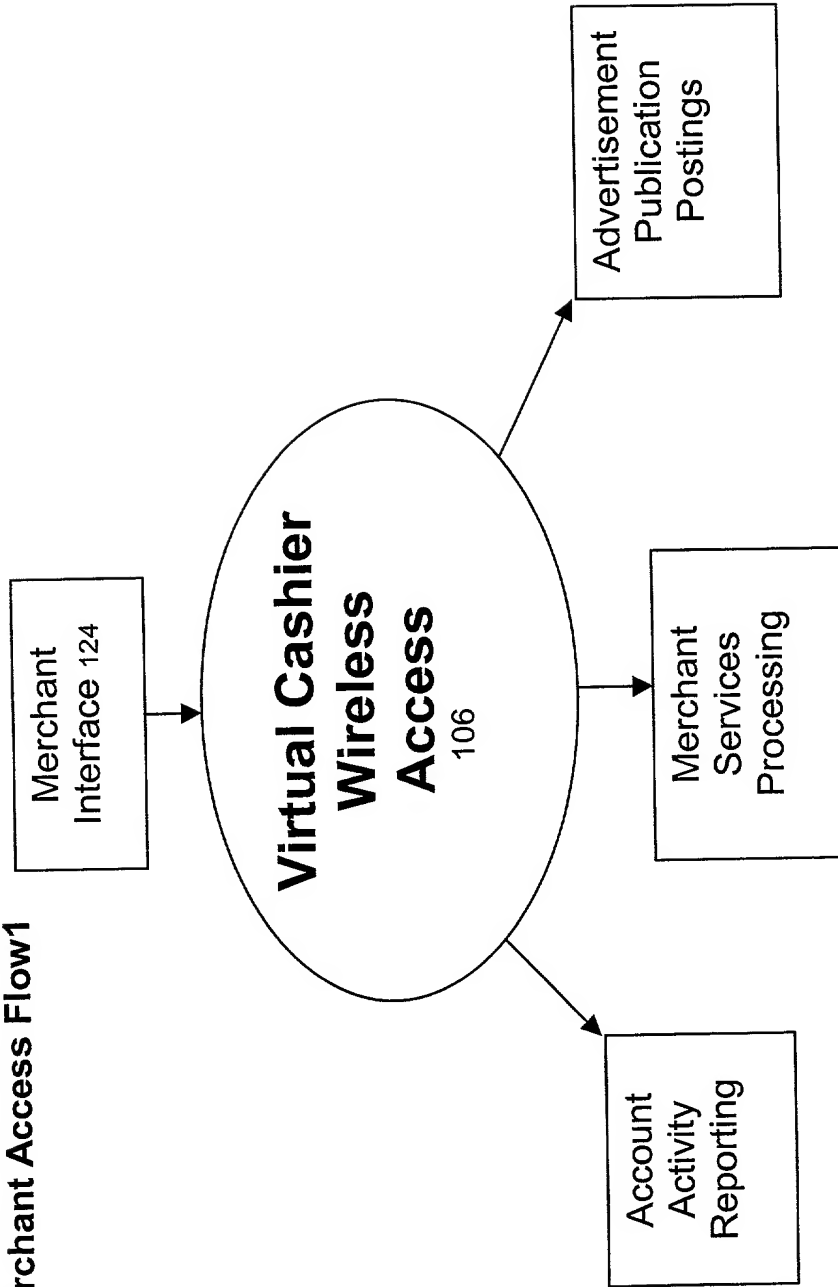 rchant Access Flow1
Merchant
Interface 124
Virtual Cashier
Wireless
Access
106
Account
Activity
Reporting
Merchant
Services
Processing
Advertisement
Publication
Postings